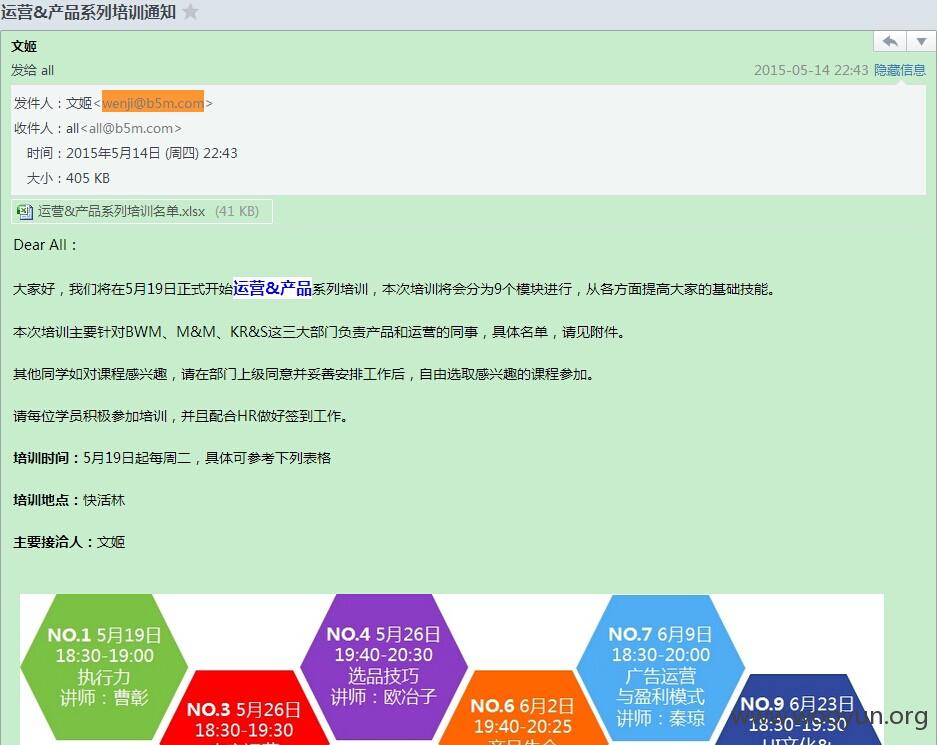 运营&产品系列培训通知
文姬
发给 all
2015-05-14 22:43 隐藏信息
发件人：文姬<wenji@b5m.com>
收件人：all<all@b5m.com>
时间：2015年5月14日 (周四) 22:43
大小：405 KB
运营&产品系列培训名单.xlsx (41 KB)
Dear All：
大家好，我们将在5月19日正式开始运营&产品系列培训，本次培训将会分为9个模块进行，从各方面提高大家的基础技能。
本次培训主要针对BWM、M&M、KR&S这三大部门负责产品和运营的同事，具体名单，请见附件。
其他同学如对课程感兴趣，请在部门上级同意并妥善安排工作后，自由选取感兴趣的课程参加。
请每位学员积极参加培训，并且配合HR做好签到工作。
培训时间：5月19日起每周二，具体可参考下列表格
培训地点：快活林
主要接洽人：文姬
NO.1 5月19日
18:30-19:00
执行力
讲师：曹彰
NO.3 5月26日
18:30-19:30
NO.4 5月26日
19:40-20:30
选品技巧
讲师：欧冶子
NO.6 6月2日
19:40-20:25
NO.7 6月9日
18:30-20:00
广告运营
与盈利模式
讲师：秦琼
NO.9 6月23日
18:30-19:30